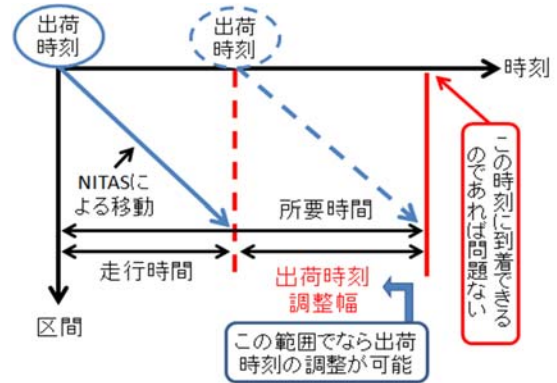 出荷
時刻
出荷
時刻
時刻
NITASに
よる移動
所要時間
走行時間
出荷時刻
調整幅
区間
この範囲でなら出荷
時刻の調整が可能
この時刻に到着できる
のであれば問題ない